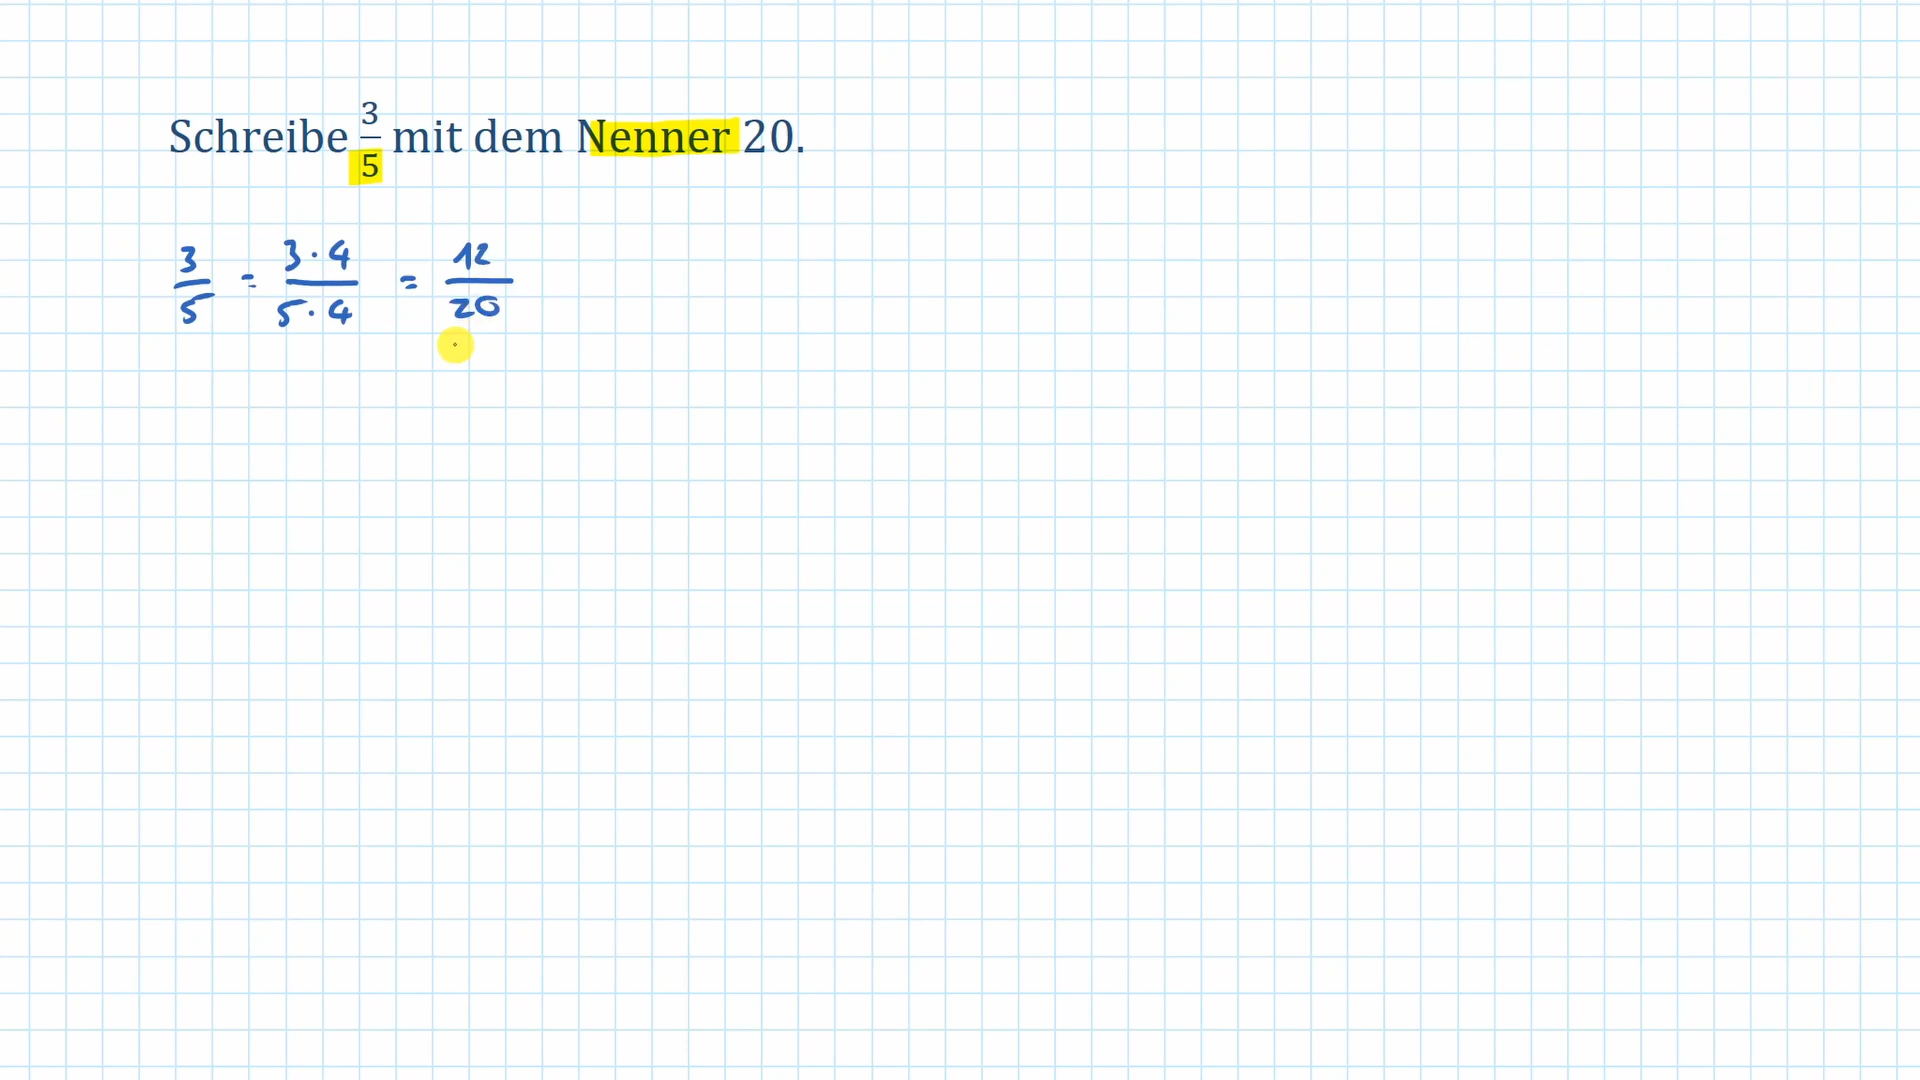 Schreibe 3/5 mit dem Nenner 20.
3/5 = 3·4/5·4 = 12/20